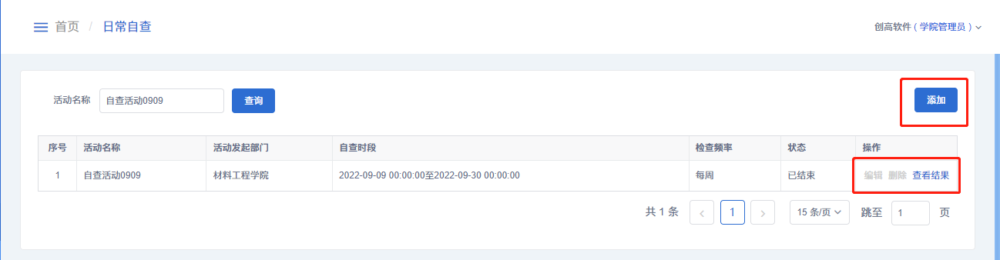 首页 / 日常自查
创高软件 ( 学院管理员 )
活动名称 自查活动0909 查询 添加
序号 活动名称 活动发起部门 自查时段 检查频率 状态 操作
1 自查活动0909 材料工程学院 2022-09-09 00:00:00至2022-09-30 00:00:00 每周 已结束 编辑 删除 查看结果
共 1 条 < 1 > 15 条/页 跳至 1 页